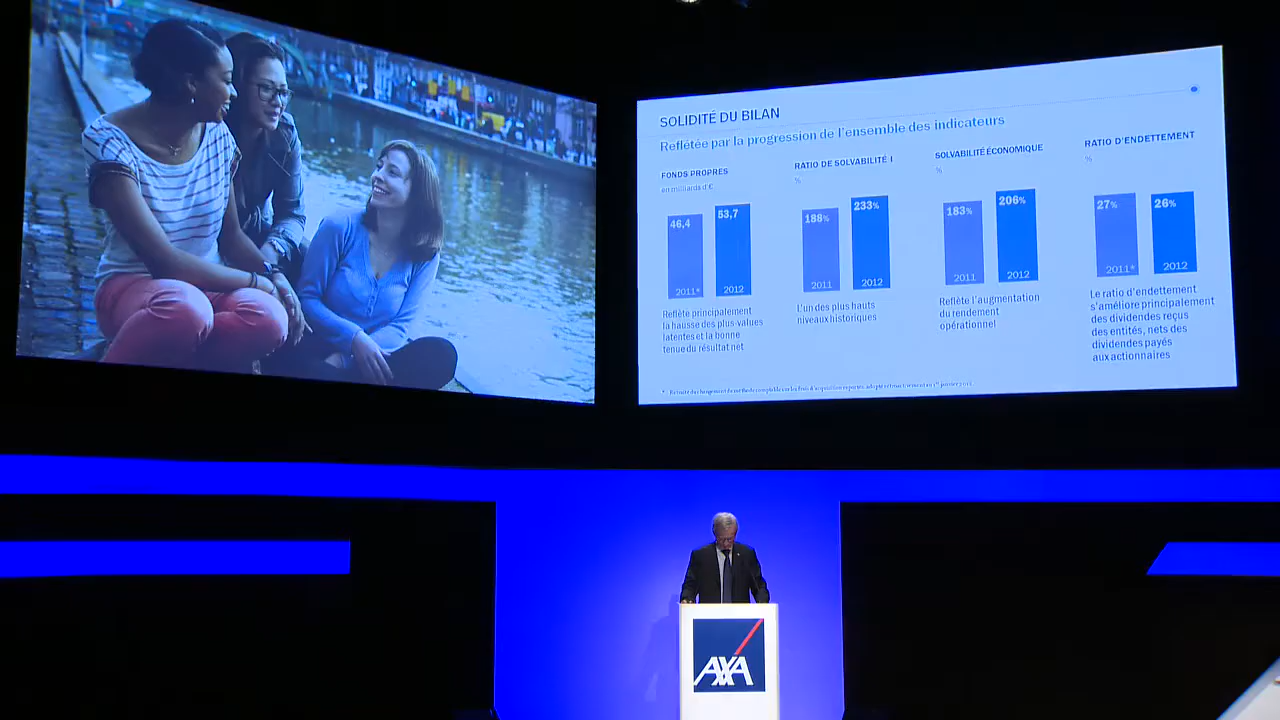 SOLIDITÉ DU BILAN
Reflétée par la progression de l'ensemble des indicateurs
FONDS PROPRES
en milliards d'€
46,4
53,7
2011*
2012
Reflète principalement
la hausse des plus-values
latentes et la bonne
tenue du résultat net
RATIO DE SOLVABILITÉ I
%
188%
233%
2011
2012
L'un des plus hauts
niveaux historiques
SOLVABILITÉ ÉCONOMIQUE
%
183%
206%
2011
2012
Reflète l'augmentation
du rendement
opérationnel
RATIO D'ENDETTEMENT
%
27%
26%
2011*
2012
Le ratio d'endettement
s'améliore principalement
des dividendes reçus
des entités, nets des
dividendes payés
aux actionnaires
AXA